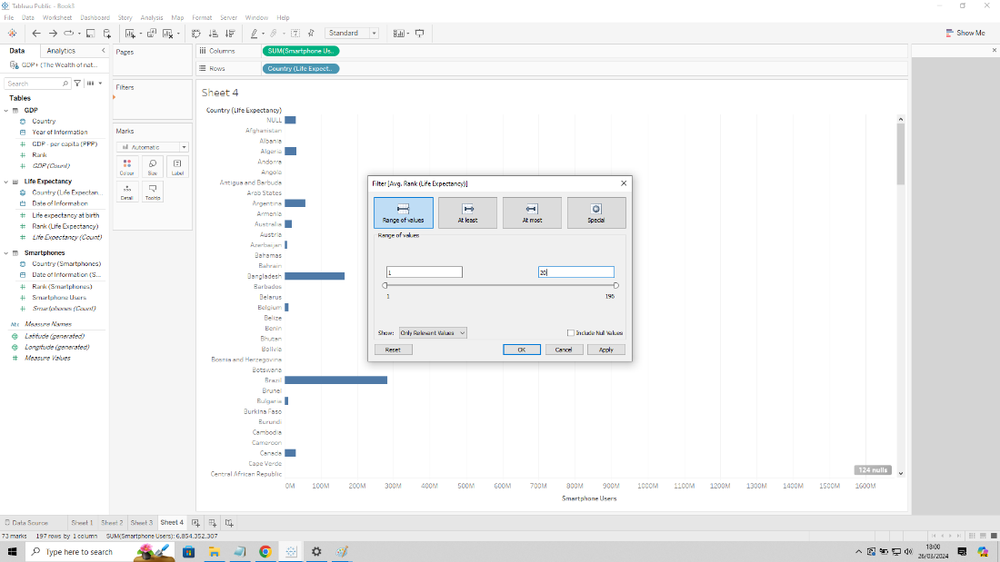 Tableau Public - Book5
File Data Worksheet Dashboard Story Analysis Map Format Server Window Help
Standard
Show Me
Data Analytics
GDP+ (The Wealth of nat...
Search
Tables
GDP
Country
Year of Information
GDP - per capita (PPP)
Rank
GDP (Count)
Life Expectancy
Country (Life Expectan...
Date of Information
Life expectancy at birth
Rank (Life Expectancy)
Life Expectancy (Count)
Smartphones
Country (Smartphones)
Date of Information (S...
Rank (Smartphones)
Smartphone Users
Smartphones (Count)
Abc Measure Names
Latitude (generated)
Longitude (generated)
Measure Values
Pages
Filters
Marks
Automatic
Colour Size Label
Detail Tooltip
Columns SUM(Smartphone Us..
Rows Country (Life Expect..
Sheet 4
Country (Life Expectancy)
NULL
Afghanistan
Albania
Algeria
Andorra
Angola
Antigua and Barbuda
Arab States
Argentina
Armenia
Australia
Austria
Azerbaijan
Bahamas
Bahrain
Bangladesh
Barbados
Belarus
Belgium
Belize
Benin
Bhutan
Bolivia
Bosnia and Herzegovina
Botswana
Brazil
Brunei
Bulgaria
Burkina Faso
Burundi
Cambodia
Cameroon
Canada
Cape Verde
Central African Republic
0M 100M 200M 300M 400M 500M 600M 700M 800M 900M 1000M 1100M 1200M 1300M 1400M 1500M 1600M
Smartphone Users
124 nulls
Filter [Avg. Rank (Life Expectancy)]
Range of values At least At most Special
Range of values
1 20
1 196
Show: Only Relevant Values Include Null Values
Reset OK Cancel Apply
Data Source Sheet 1 Sheet 2 Sheet 3 Sheet 4
73 marks 197 rows by 1 column SUM(Smartphone Users): 6.854.352.307
Type here to search
18:00
26/03/2024